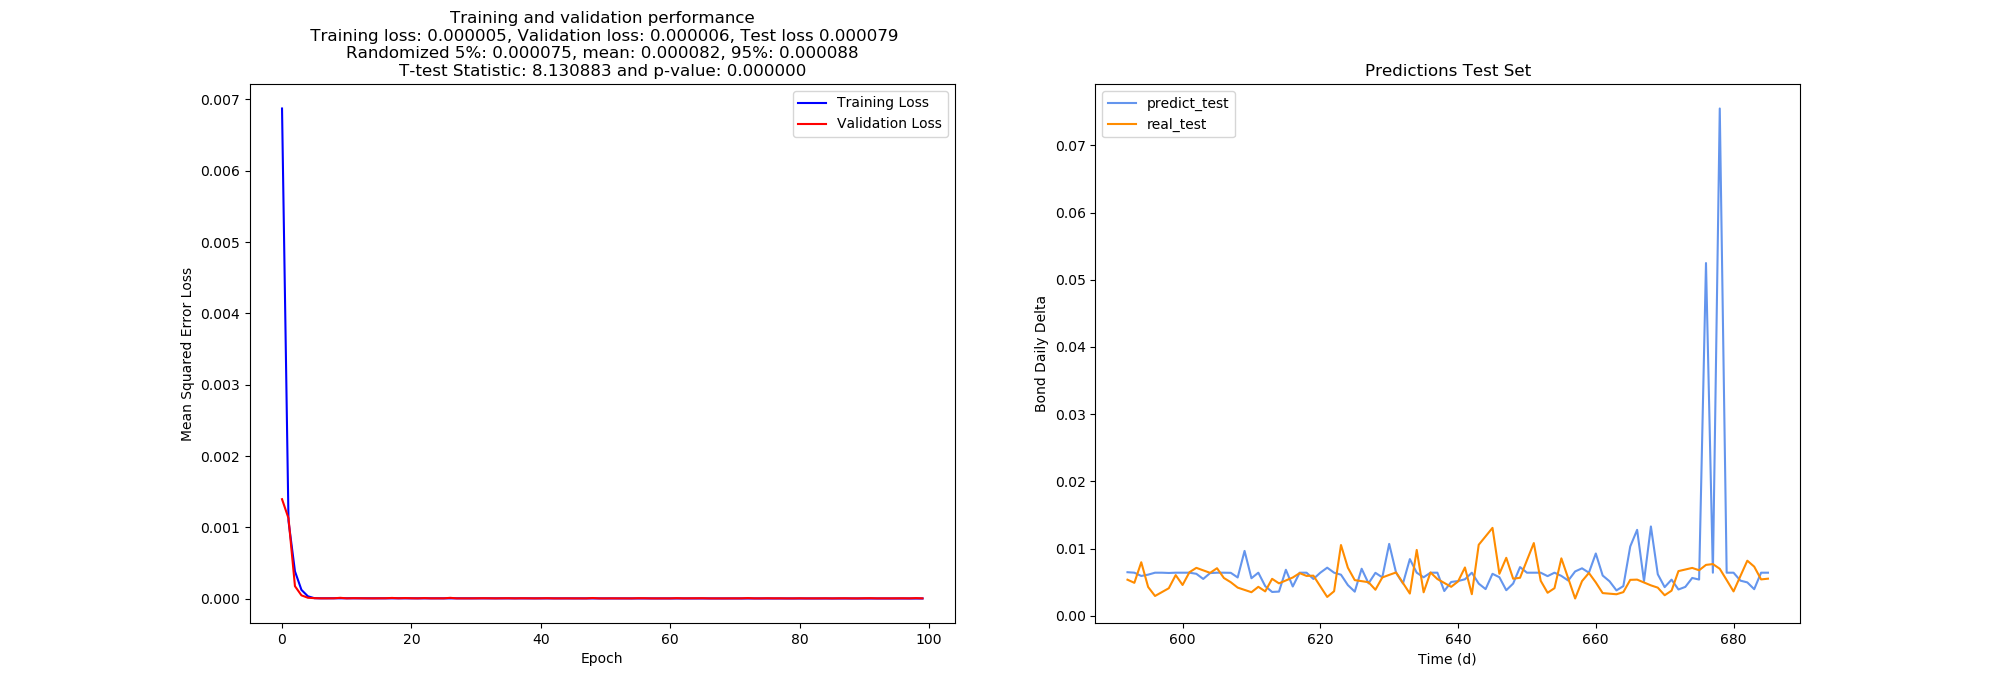 Training and validation performance
Training loss: 0.000005, Validation loss: 0.000006, Test loss 0.000079
Randomized 5%: 0.000075, mean: 0.000082, 95%: 0.000088
T-test Statistic: 8.130883 and p-value: 0.000000
Training Loss
Validation Loss
0.007
0.006
0.005
0.004
0.003
0.002
0.001
0.000
Mean Squared Error Loss
0 20 40 60 80 100
Epoch
Predictions Test Set
predict_test
real_test
0.07
0.06
0.05
0.04
0.03
0.02
0.01
0.00
Bond Daily Delta
600 620 640 660 680
Time (d)